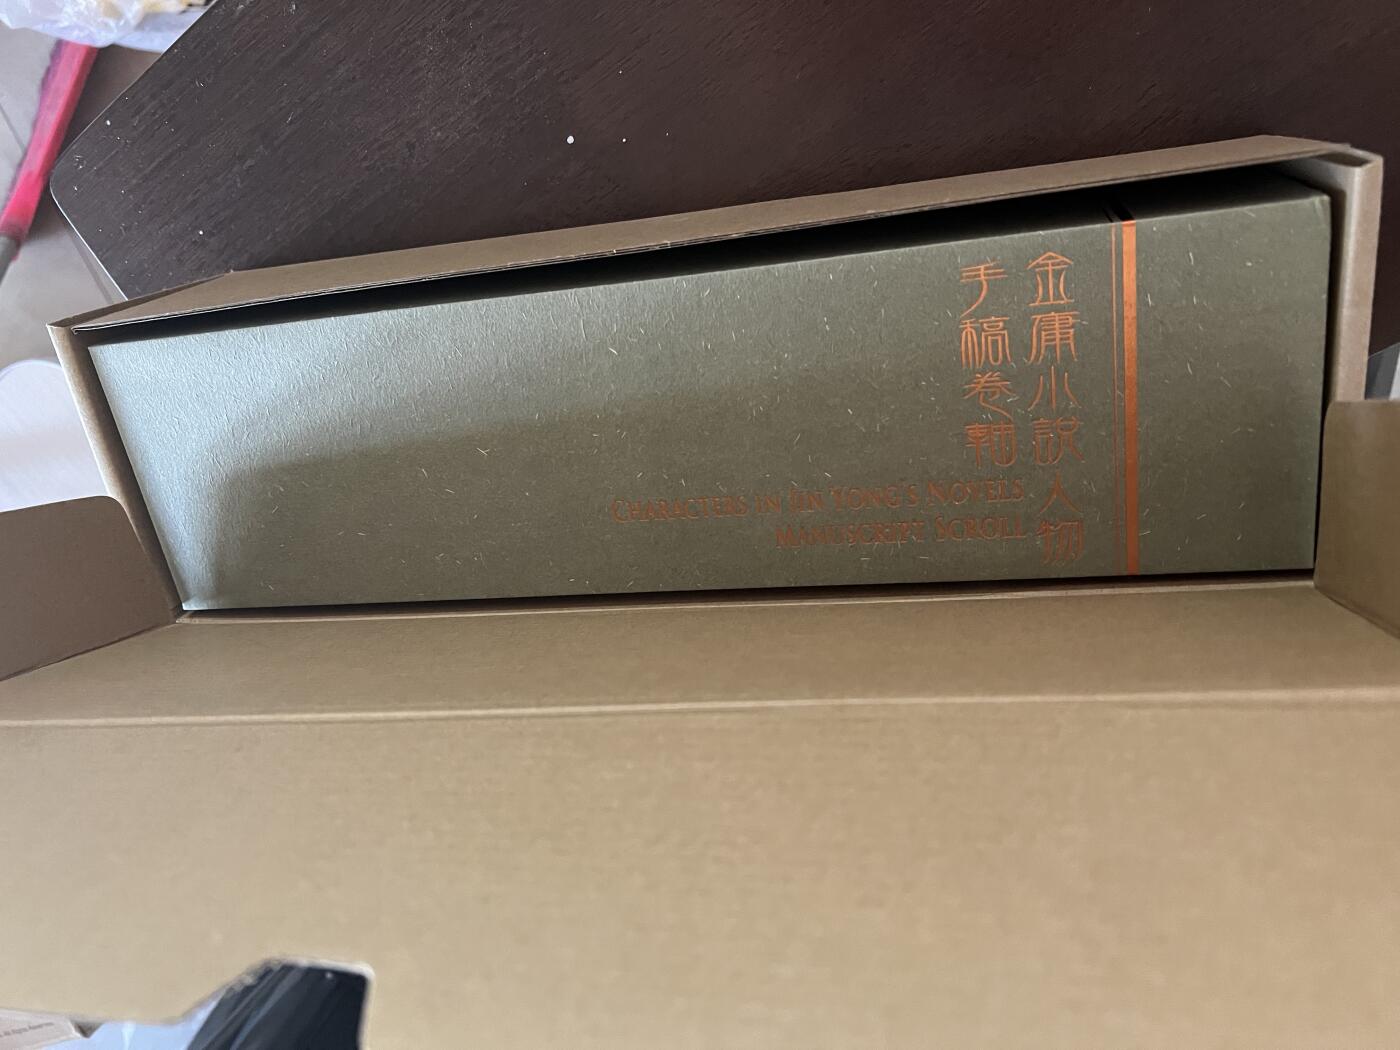 金庸小說人物
手稿卷軸
CHARACTERS IN JIN YONG'S NOVELS
MANUSCRIPT SCROLL